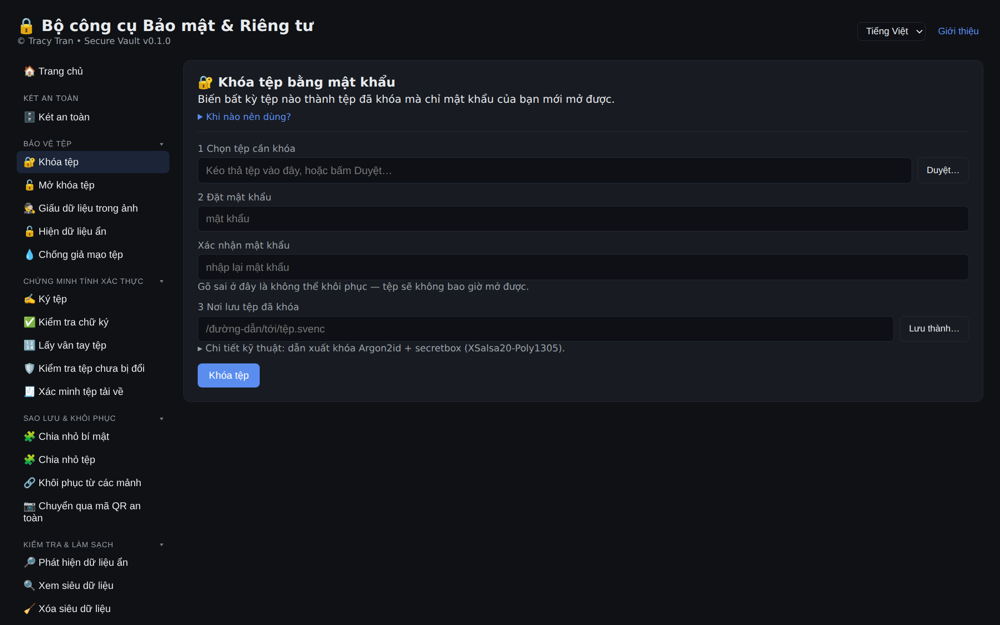 🔒 Bộ công cụ Bảo mật & Riêng tư
© Tracy Tran • Secure Vault v0.1.0
Tiếng Việt
Giới thiệu
🏠 Trang chủ
KÉT AN TOÀN
🗄️ Két an toàn
BẢO VỆ TỆP
🔐 Khóa tệp
🔓 Mở khóa tệp
🕵️ Giấu dữ liệu trong ảnh
🔓 Hiện dữ liệu ẩn
💧 Chống giả mạo tệp
CHỨNG MINH TÍNH XÁC THỰC
✍️ Ký tệp
✅ Kiểm tra chữ ký
🔢 Lấy vân tay tệp
🛡️ Kiểm tra tệp chưa bị đổi
🧾 Xác minh tệp tải về
SAO LƯU & KHÔI PHỤC
🧩 Chia nhỏ bí mật
🧩 Chia nhỏ tệp
🔗 Khôi phục từ các mảnh
📷 Chuyển qua mã QR an
toàn
KIỂM TRA & LÀM SẠCH
🔎 Phát hiện dữ liệu ẩn
🔍 Xem siêu dữ liệu
🧹 Xóa siêu dữ liệu
🔐 Khóa tệp bằng mật khẩu
Biến bất kỳ tệp nào thành tệp đã khóa mà chỉ mật khẩu của bạn mới mở được.
▶ Khi nào nên dùng?
1 Chọn tệp cần khóa
Kéo thả tệp vào đây, hoặc bấm Duyệt…
Duyệt…
2 Đặt mật khẩu
mật khẩu
Xác nhận mật khẩu
nhập lại mật khẩu
Gõ sai ở đây là không thể khôi phục — tệp sẽ không bao giờ mở được.
3 Nơi lưu tệp đã khóa
/đường-dẫn/tới/tệp.svenc
Lưu thành…
▸ Chi tiết kỹ thuật: dẫn xuất khóa Argon2id + secretbox (XSalsa20-Poly1305).
Khóa tệp